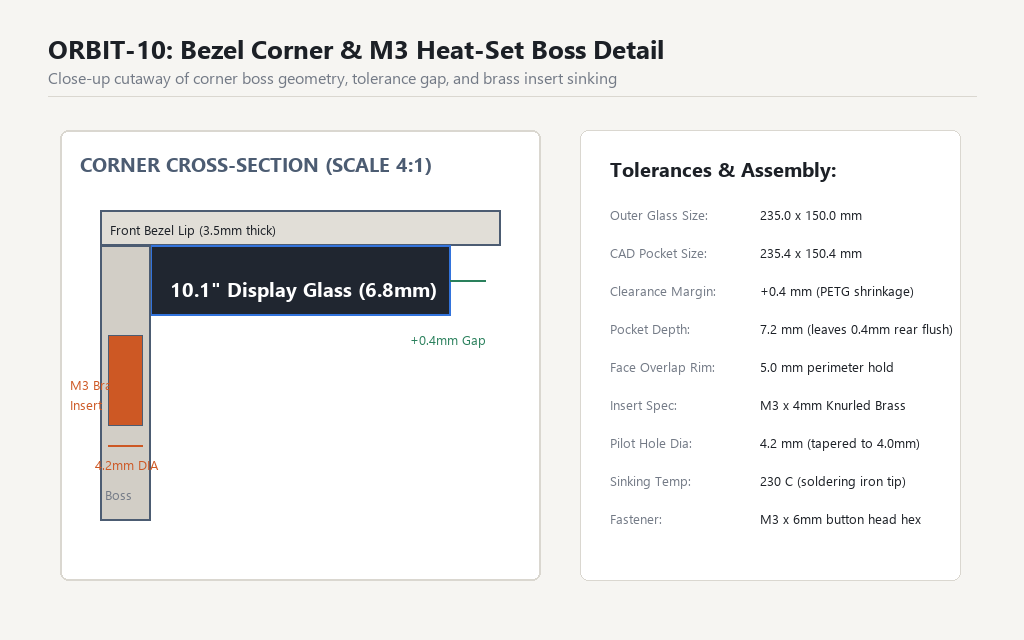 ORBIT-10: Bezel Corner & M3 Heat-Set Boss Detail
Close-up cutaway of corner boss geometry, tolerance gap, and brass insert sinking
CORNER CROSS-SECTION (SCALE 4:1)
Front Bezel Lip (3.5mm thick)
10.1" Display Glass (6.8mm)
+0.4mm Gap
M3 Bra
Insert
4.2mm DIA
Boss
Tolerances & Assembly:
Outer Glass Size: 235.0 x 150.0 mm
CAD Pocket Size: 235.4 x 150.4 mm
Clearance Margin: +0.4 mm (PETG shrinkage)
Pocket Depth: 7.2 mm (leaves 0.4mm rear flush)
Face Overlap Rim: 5.0 mm perimeter hold
Insert Spec: M3 x 4mm Knurled Brass
Pilot Hole Dia: 4.2 mm (tapered to 4.0mm)
Sinking Temp: 230 C (soldering iron tip)
Fastener: M3 x 6mm button head hex